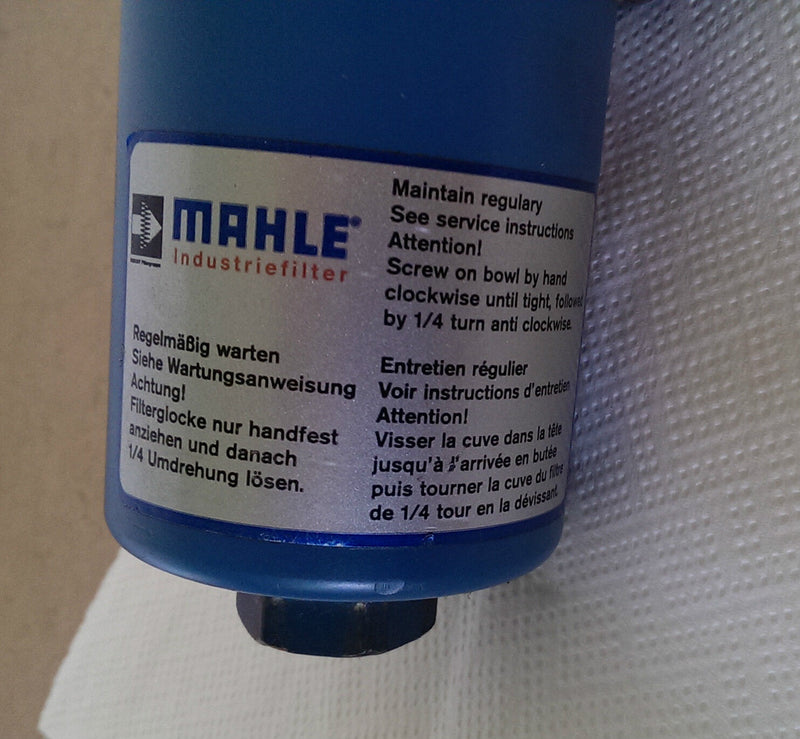 MAHLE®
Industriefilter
Regelmäßig warten
Siehe Wartungsanweisung
Achtung!
Filterglocke nur handfest
anziehen und danach
1/4 Umdrehung lösen.
Maintain regulary
See service instructions
Attention!
Screw on bowl by hand
clockwise until tight, followed
by 1/4 turn anti clockwise.
Entretien régulier
Voir instructions d'entretien
Attention!
Visser la cuve dans la tête
jusqu'à l'arrivée en butée
puis tourner la cuve du filtre
de 1/4 tour en la dévissant.